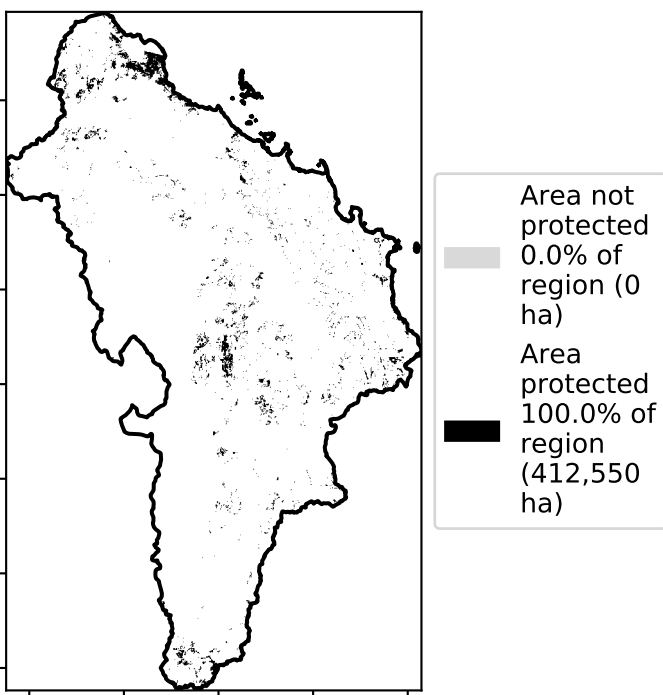 Area not
protected
0.0% of
region (0
ha)
Area
protected
100.0% of
region
(412,550
ha)